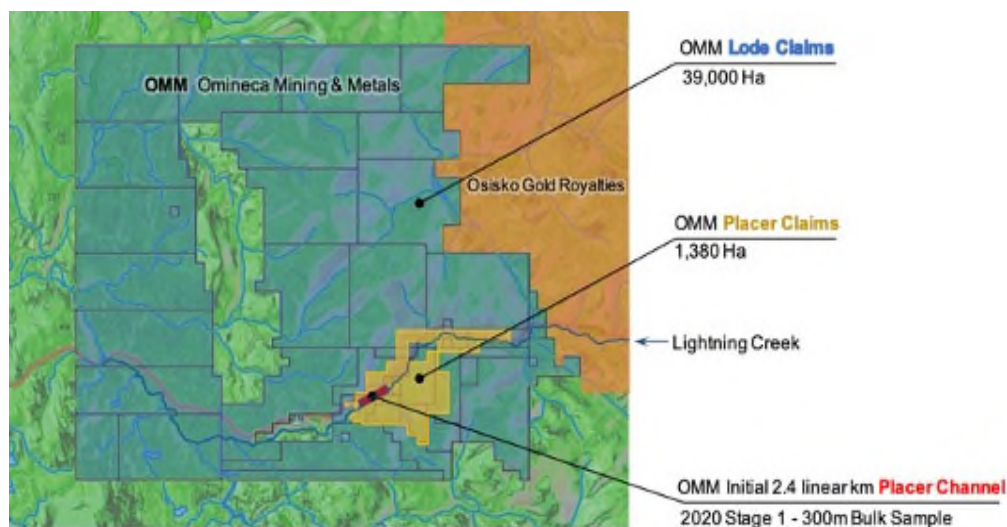 OMM Lode Claims
39,000 Ha
OMM Omineca Mining & Metals
Osisko Gold Royalties
OMM Placer Claims
1,380 Ha
Lightning Creek
OMM Initial 2.4 linear km Placer Channel
2020 Stage 1 - 300m Bulk Sample